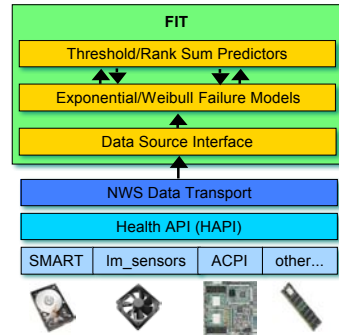 FIT
Threshold/Rank Sum Predictors
Exponential/Weibull Failure Models
Data Source Interface
NWS Data Transport
Health API (HAPI)
SMART lm_sensors ACPI other...